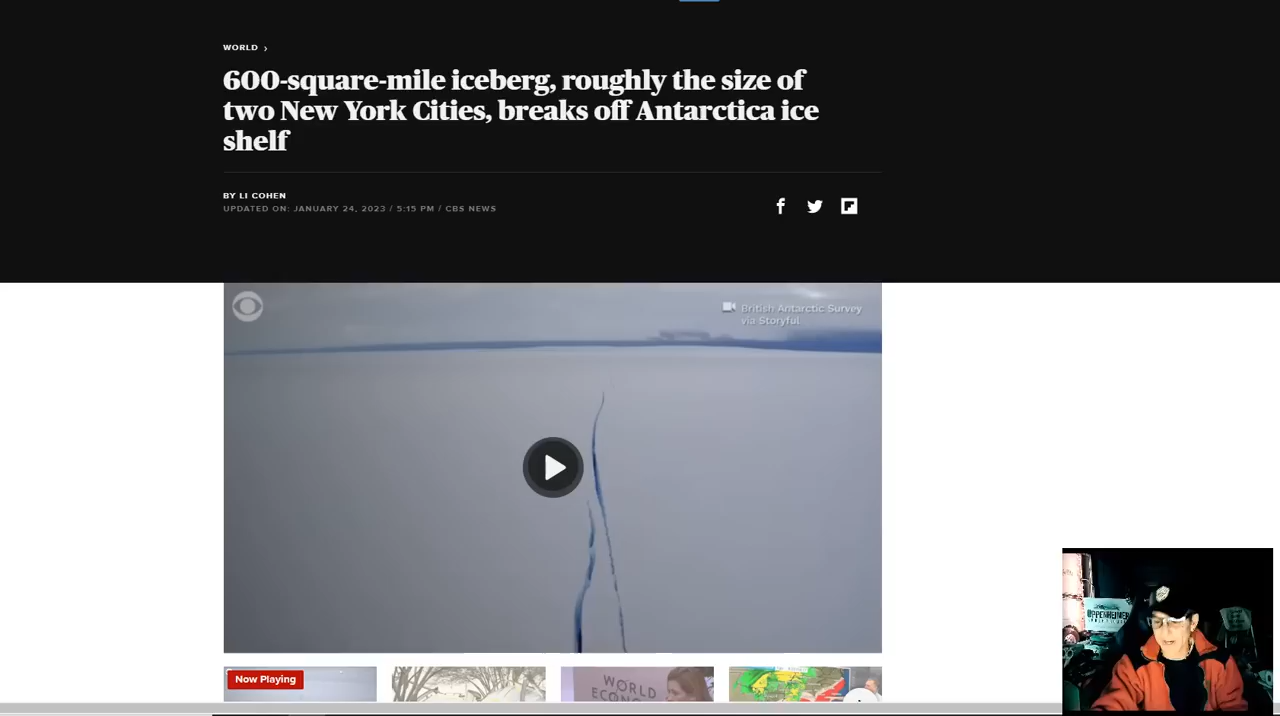 WORLD ›
600-square-mile iceberg, roughly the size of
two New York Cities, breaks off Antarctica ice
shelf
BY LI COHEN
UPDATED ON: JANUARY 24, 2023 / 5:15 PM / CBS NEWS
British Antarctic Survey
via Storyful
Now Playing
WORLD
ECONO
OPPENHEIMER